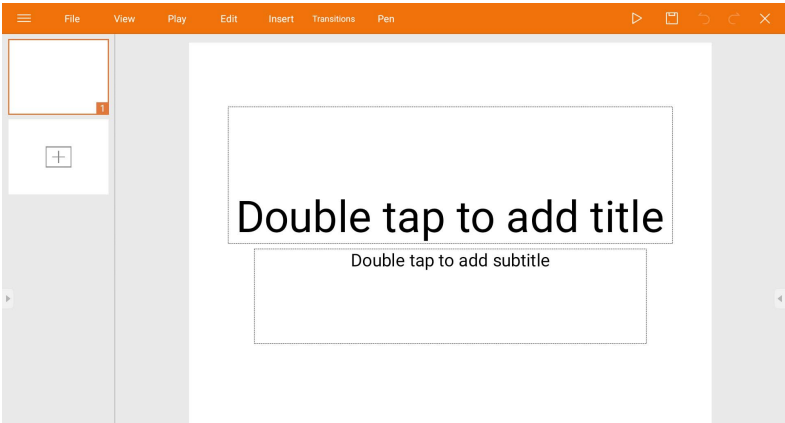 File View Play Edit Insert Transitions Pen
1
Double tap to add title
Double tap to add subtitle